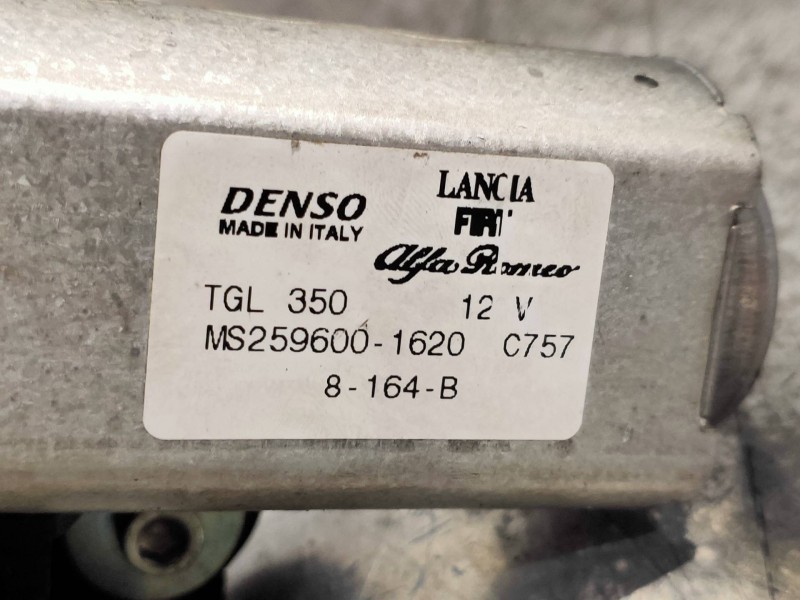 DENSO
MADE IN ITALY
LANCIA
FIAT
Alfa Romeo
TGL 350 12 V
MS259600-1620 C757
8-164-B